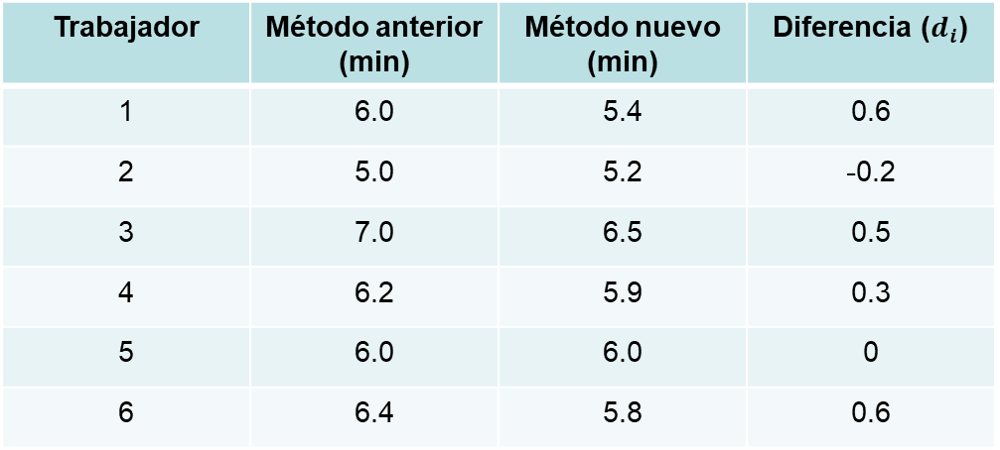 Trabajador Método anterior (min) Método nuevo (min) Diferencia (𝒅𝒊)
1 6.0 5.4 0.6
2 5.0 5.2 -0.2
3 7.0 6.5 0.5
4 6.2 5.9 0.3
5 6.0 6.0 0
6 6.4 5.8 0.6